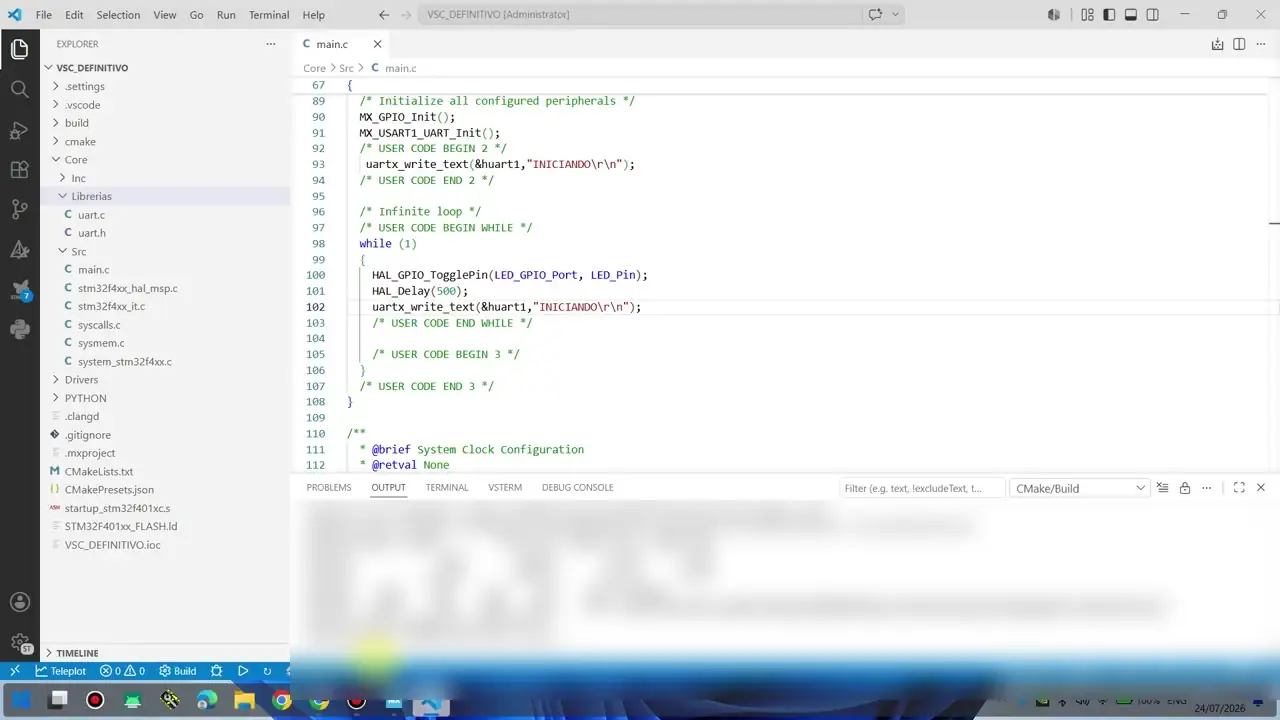 File Edit Selection View Go Run Terminal Help
VSC_DEFINITIVO [Administrator]
EXPLORER
VSC_DEFINITIVO
.settings
.vscode
build
cmake
Core
Inc
Librerias
uart.c
uart.h
Src
main.c
stm32f4xx_hal_msp.c
stm32f4xx_it.c
syscalls.c
sysmem.c
system_stm32f4xx.c
Drivers
PYTHON
.clangd
.gitignore
.mxproject
CMakeLists.txt
CMakePresets.json
startup_stm32f401xc.s
STM32F401xx_FLASH.ld
VSC_DEFINITIVO.ioc
TIMELINE
main.c
Core > Src > C main.c
67 {
89 /* Initialize all configured peripherals */
90 MX_GPIO_Init();
91 MX_USART1_UART_Init();
92 /* USER CODE BEGIN 2 */
93 uartx_write_text(&huart1,"INICIANDO\r\n");
94 /* USER CODE END 2 */
95
96 /* Infinite loop */
97 /* USER CODE BEGIN WHILE */
98 while (1)
99 {
100 HAL_GPIO_TogglePin(LED_GPIO_Port, LED_Pin);
101 HAL_Delay(500);
102 uartx_write_text(&huart1,"INICIANDO\r\n");
103 /* USER CODE END WHILE */
104
105 /* USER CODE BEGIN 3 */
106 }
107 /* USER CODE END 3 */
108 }
109
110 /**
111 * @brief System Clock Configuration
112 * @retval None
PROBLEMS OUTPUT TERMINAL VSTERM DEBUG CONSOLE
Filter (e.g. text, !excludeText, t...
CMake/Build
Teleplot 0 0 Build
24/07/2026